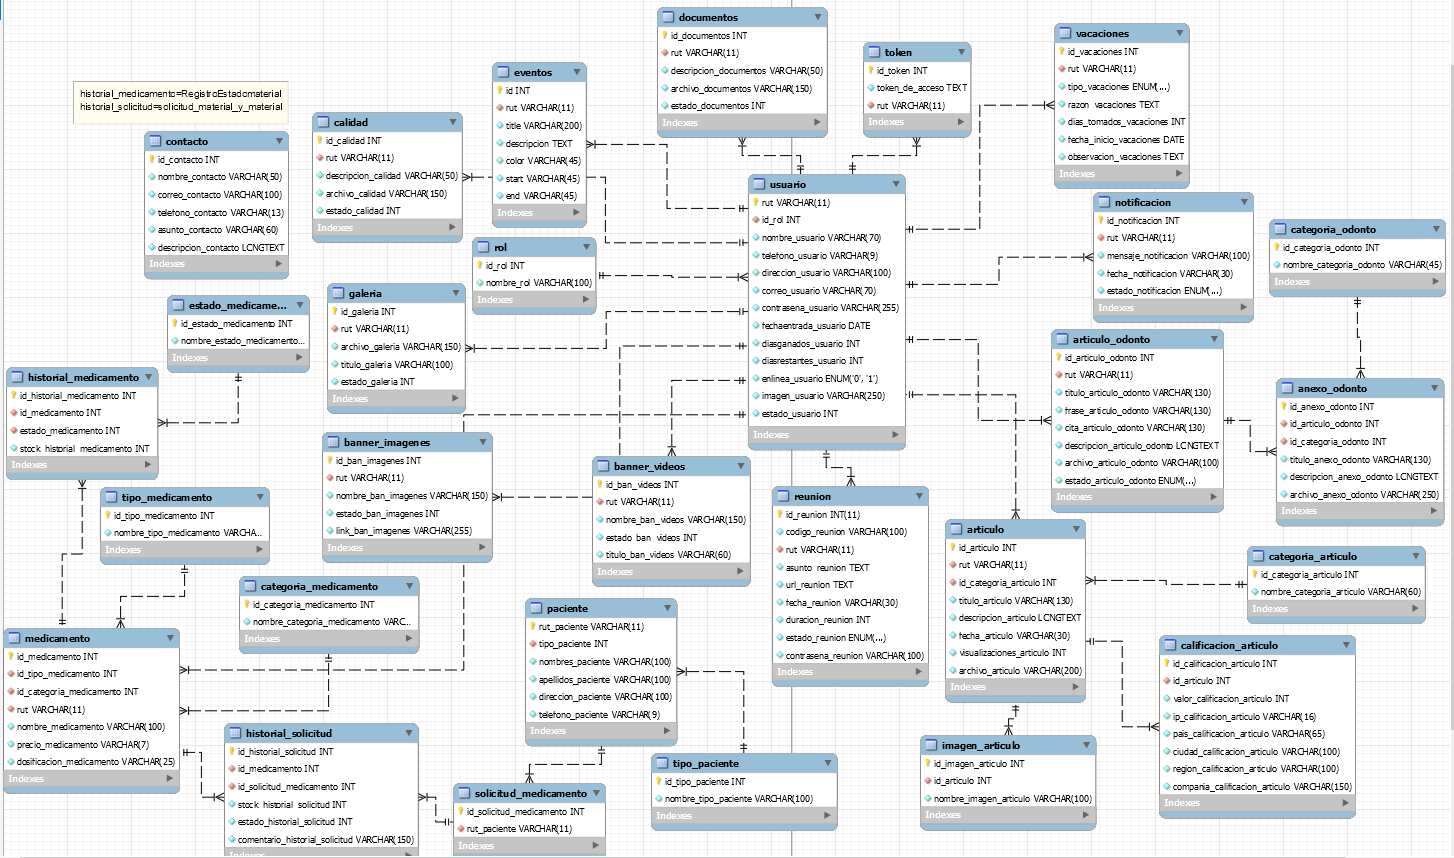 historial_medicamento=RegistroEstadomaterial
historial_solicitud=solicitud_material_y_material
contacto
id_contacto INT
nombre_contacto VARCHAR(50)
correo_contacto VARCHAR(100)
telefono_contacto VARCHAR(13)
asunto_contacto VARCHAR(60)
descripcion_contacto LONGTEXT
Indexes
calidad
id_calidad INT
rut VARCHAR(11)
descripcion_calidad VARCHAR(50)
archivo_calidad VARCHAR(150)
estado_calidad INT
Indexes
eventos
id INT
rut VARCHAR(11)
title VARCHAR(200)
descripcion TEXT
color VARCHAR(45)
start VARCHAR(45)
end VARCHAR(45)
Indexes
documentos
id_documentos INT
rut VARCHAR(11)
descripcion_documentos VARCHAR(50)
archivo_documentos VARCHAR(150)
estado_documentos INT
Indexes
token
id_token INT
token_de_acceso TEXT
rut VARCHAR(11)
Indexes
vacaciones
id_vacaciones INT
rut VARCHAR(11)
tipo_vacaciones ENUM(...)
razon_vacaciones TEXT
dias_tomados_vacaciones INT
fecha_inicio_vacaciones DATE
observacion_vacaciones TEXT
Indexes
usuario
rut VARCHAR(11)
id_rol INT
nombre_usuario VARCHAR(70)
telefono_usuario VARCHAR(9)
direccion_usuario VARCHAR(100)
correo_usuario VARCHAR(70)
contrasena_usuario VARCHAR(255)
fechaentrada_usuario DATE
diasganados_usuario INT
diasrestantes_usuario INT
enlinea_usuario ENUM('0', '1')
imagen_usuario VARCHAR(250)
estado_usuario INT
Indexes
notificacion
id_notificacion INT
rut VARCHAR(11)
mensaje_notificacion VARCHAR(100)
fecha_notificacion VARCHAR(30)
estado_notificacion ENUM(...)
Indexes
categoria_odonto
id_categoria_odonto INT
nombre_categoria_odonto VARCHAR(45)
Indexes
rol
id_rol INT
nombre_rol VARCHAR(100)
Indexes
galeria
id_galeria INT
rut VARCHAR(11)
archivo_galeria VARCHAR(150)
titulo_galeria VARCHAR(100)
estado_galeria INT
Indexes
estado_medicame...
id_estado_medicamento INT
nombre_estado_medicamento...
Indexes
historial_medicamento
id_historial_medicamento INT
id_medicamento INT
estado_medicamento INT
stock_historial_medicamento INT
Indexes
articulo_odonto
id_articulo_odonto INT
rut VARCHAR(11)
titulo_articulo_odonto VARCHAR(130)
frase_articulo_odonto VARCHAR(130)
cita_articulo_odonto VARCHAR(130)
descripcion_articulo_odonto LONGTEXT
archivo_articulo_odonto VARCHAR(100)
estado_articulo_odonto ENUM(...)
Indexes
anexo_odonto
id_anexo_odonto INT
id_articulo_odonto INT
id_categoria_odonto INT
titulo_anexo_odonto VARCHAR(130)
descripcion_anexo_odonto LONGTEXT
archivo_anexo_odonto VARCHAR(250)
Indexes
banner_imagenes
id_ban_imagenes INT
rut VARCHAR(11)
nombre_ban_imagenes VARCHAR(150)
estado_ban_imagenes INT
link_ban_imagenes VARCHAR(255)
Indexes
banner_videos
id_ban_videos INT
rut VARCHAR(11)
nombre_ban_videos VARCHAR(150)
estado_ban_videos INT
titulo_ban_videos VARCHAR(60)
Indexes
tipo_medicamento
id_tipo_medicamento INT
nombre_tipo_medicamento VARCHA...
Indexes
reunion
id_reunion INT(11)
codigo_reunion VARCHAR(100)
rut VARCHAR(11)
asunto_reunion TEXT
url_reunion TEXT
fecha_reunion VARCHAR(30)
duracion_reunion INT
estado_reunion ENUM(...)
contrasena_reunion VARCHAR(100)
Indexes
articulo
id_articulo INT
rut VARCHAR(11)
id_categoria_articulo INT
titulo_articulo VARCHAR(130)
descripcion_articulo LONGTEXT
fecha_articulo VARCHAR(30)
visualizaciones_articulo INT
archivo_articulo VARCHAR(200)
Indexes
categoria_articulo
id_categoria_articulo INT
nombre_categoria_articulo VARCHAR(60)
Indexes
categoria_medicamento
id_categoria_medicamento INT
nombre_categoria_medicamento VARC...
Indexes
paciente
rut_paciente VARCHAR(11)
tipo_paciente INT
nombres_paciente VARCHAR(100)
apellidos_paciente VARCHAR(100)
direccion_paciente VARCHAR(100)
telefono_paciente VARCHAR(9)
Indexes
medicamento
id_medicamento INT
id_tipo_medicamento INT
id_categoria_medicamento INT
rut VARCHAR(11)
nombre_medicamento VARCHAR(100)
precio_medicamento VARCHAR(7)
dosificacion_medicamento VARCHAR(25)
Indexes
calificacion_articulo
id_calificacion_articulo INT
id_articulo INT
valor_calificacion_articulo INT
ip_calificacion_articulo VARCHAR(16)
pais_calificacion_articulo VARCHAR(65)
ciudad_calificacion_articulo VARCHAR(100)
region_calificacion_articulo VARCHAR(100)
compania_calificacion_articulo VARCHAR(150)
Indexes
historial_solicitud
id_historial_solicitud INT
id_medicamento INT
id_solicitud_medicamento INT
stock_historial_solicitud INT
estado_historial_solicitud INT
comentario_historial_solicitud VARCHAR(150)
Indexes
solicitud_medicamento
id_solicitud_medicamento INT
rut_paciente VARCHAR(11)
Indexes
tipo_paciente
id_tipo_paciente INT
nombre_tipo_paciente VARCHAR(100)
Indexes
imagen_articulo
id_imagen_articulo INT
id_articulo INT
nombre_imagen_articulo VARCHAR(100)
Indexes